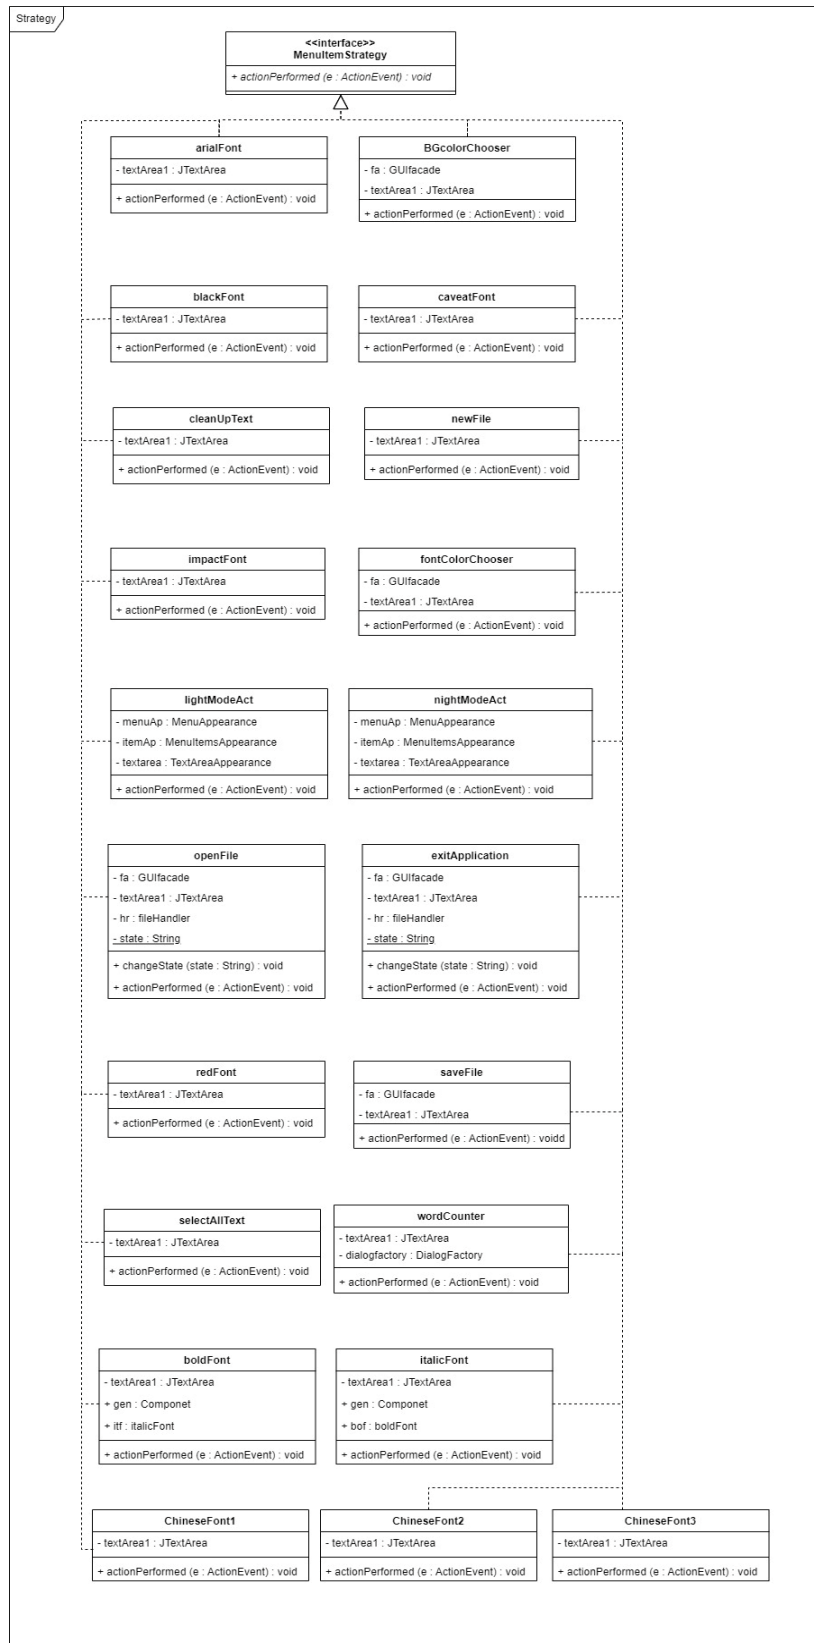 Strategy
<<interface>>
MenuItemStrategy
+ actionPerformed (e : ActionEvent) : void
arialFont
- textArea1 : JTextArea
+ actionPerformed (e : ActionEvent) : void
BGcolorChooser
- fa : GUIfacade
- textArea1 : JTextArea
+ actionPerformed (e : ActionEvent) : void
blackFont
- textArea1 : JTextArea
+ actionPerformed (e : ActionEvent) : void
caveatFont
- textArea1 : JTextArea
+ actionPerformed (e : ActionEvent) : void
cleanUpText
- textArea1 : JTextArea
+ actionPerformed (e : ActionEvent) : void
newFile
- textArea1 : JTextArea
+ actionPerformed (e : ActionEvent) : void
impactFont
- textArea1 : JTextArea
+ actionPerformed (e : ActionEvent) : void
fontColorChooser
- fa : GUIfacade
- textArea1 : JTextArea
+ actionPerformed (e : ActionEvent) : void
lightModeAct
- menuAp : MenuAppearance
- itemAp : MenuItemsAppearance
- textarea : TextAreaAppearance
+ actionPerformed (e : ActionEvent) : void
nightModeAct
- menuAp : MenuAppearance
- itemAp : MenuItemsAppearance
- textarea : TextAreaAppearance
+ actionPerformed (e : ActionEvent) : void
openFile
- fa : GUIfacade
- textArea1 : JTextArea
- hr : fileHandler
- state : String
+ changeState (state : String) : void
+ actionPerformed (e : ActionEvent) : void
exitApplication
- fa : GUIfacade
- textArea1 : JTextArea
- hr : fileHandler
- state : String
+ changeState (state : String) : void
+ actionPerformed (e : ActionEvent) : void
redFont
- textArea1 : JTextArea
+ actionPerformed (e : ActionEvent) : void
saveFile
- fa : GUIfacade
- textArea1 : JTextArea
+ actionPerformed (e : ActionEvent) : voidd
selectAllText
- textArea1 : JTextArea
+ actionPerformed (e : ActionEvent) : void
wordCounter
- textArea1 : JTextArea
- dialogfactory : DialogFactory
+ actionPerformed (e : ActionEvent) : void
boldFont
- textArea1 : JTextArea
+ gen : Componet
+ itf : italicFont
+ actionPerformed (e : ActionEvent) : void
italicFont
- textArea1 : JTextArea
+ gen : Componet
+ bof : boldFont
+ actionPerformed (e : ActionEvent) : void
ChineseFont1
- textArea1 : JTextArea
+ actionPerformed (e : ActionEvent) : void
ChineseFont2
- textArea1 : JTextArea
+ actionPerformed (e : ActionEvent) : void
ChineseFont3
- textArea1 : JTextArea
+ actionPerformed (e : ActionEvent) : void